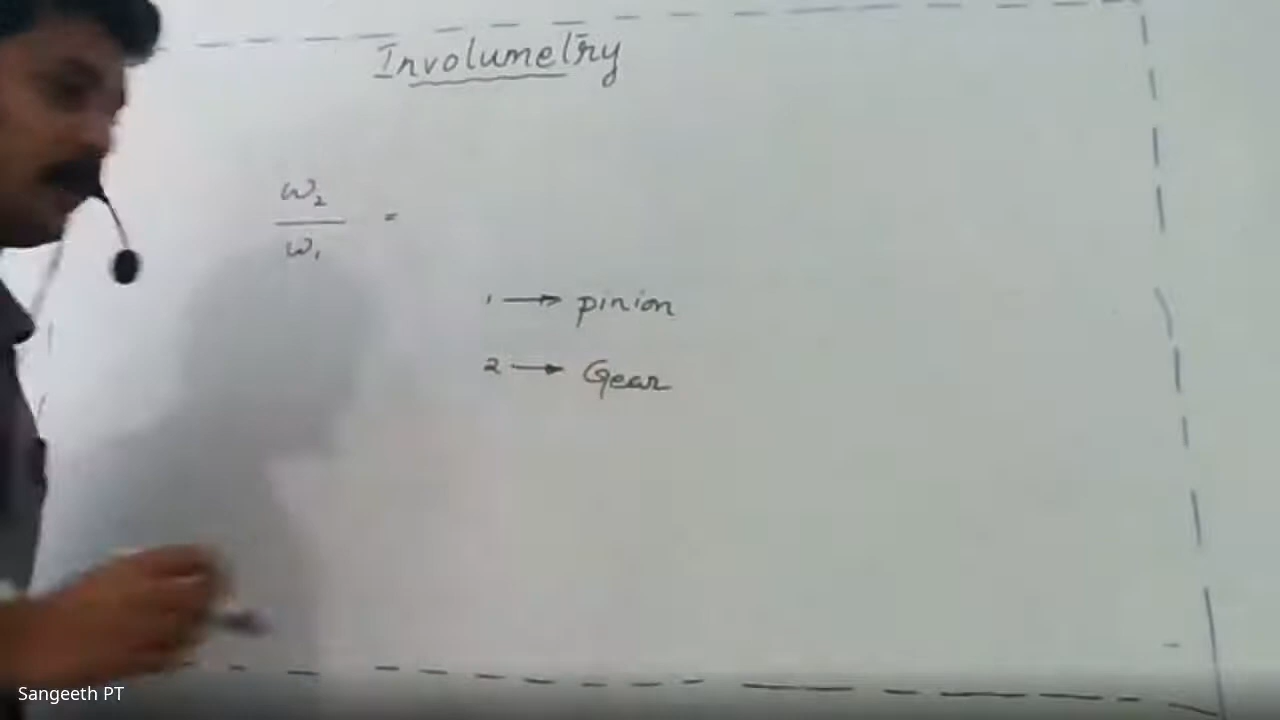 Involumetry
ω₂
ω₁
=
1 → pinion
2 → Gear
Sangeeth PT